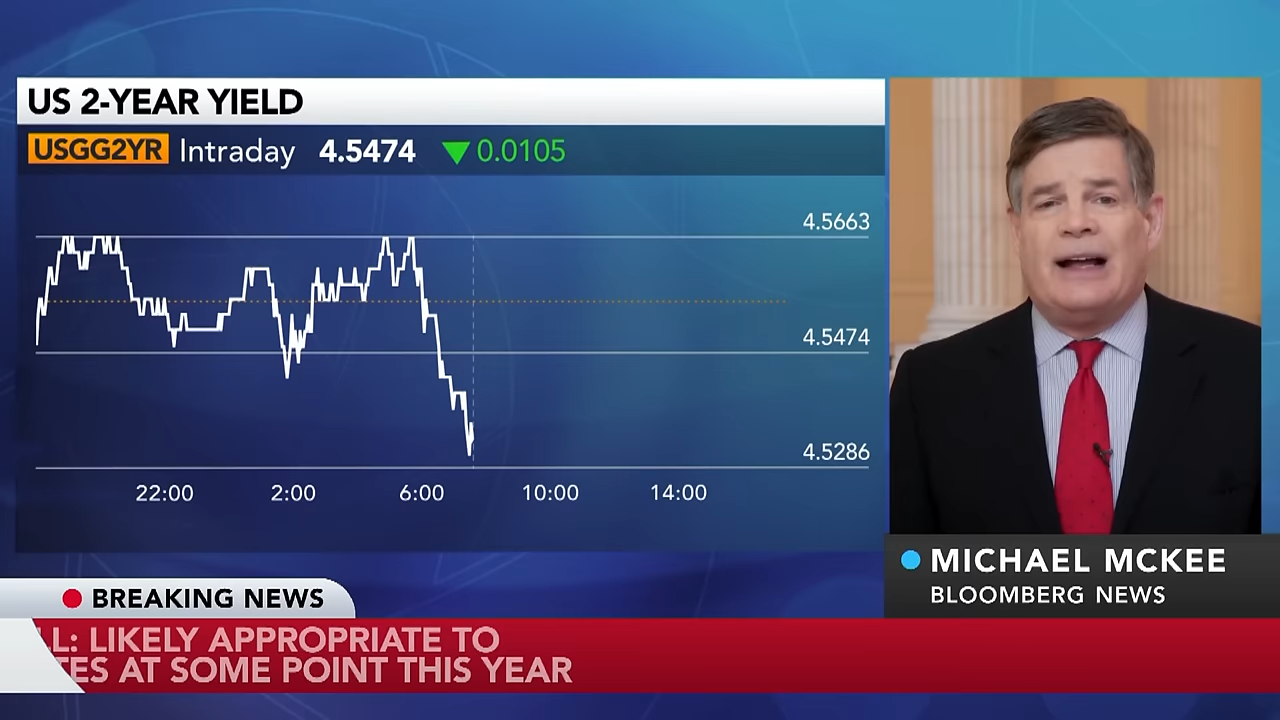 US 2-YEAR YIELD
USGG2YR Intraday 4.5474 ▼0.0105
4.5663
4.5474
4.5286
22:00 2:00 6:00 10:00 14:00
MICHAEL MCKEE
BLOOMBERG NEWS
BREAKING NEWS
LL: LIKELY APPROPRIATE TO
TES AT SOME POINT THIS YEAR